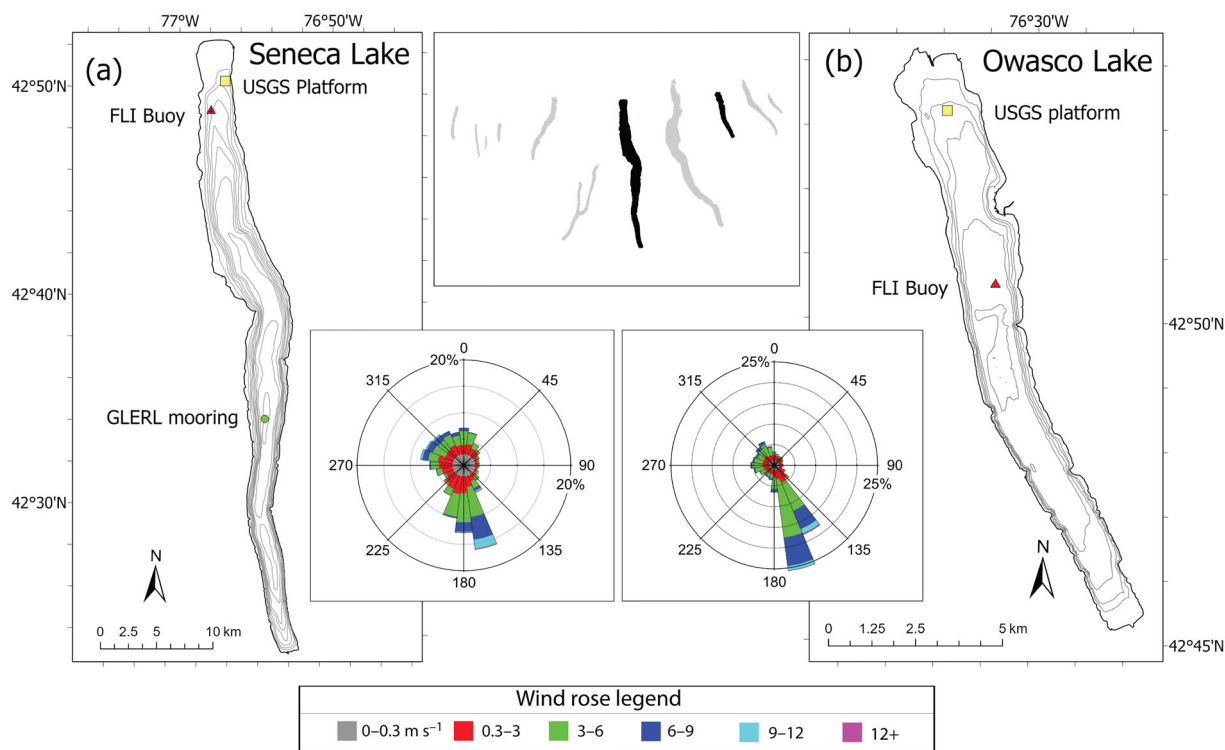 77°W
76°50'W
76°30'W
(a)
Seneca Lake
42°50'N
USGS Platform
FLI Buoy
42°40'N
GLERL mooring
42°30'N
N
0 2.5 5 10 km
(b)
Owasco Lake
USGS platform
FLI Buoy
42°50'N
N
0 1.25 2.5 5 km
42°45'N
0
20%
315
45
270
90
20%
225
135
180
0
25%
315
45
270
90
25%
225
135
180
Wind rose legend
0–0.3 m s⁻¹ 0.3–3 3–6 6–9 9–12 12+